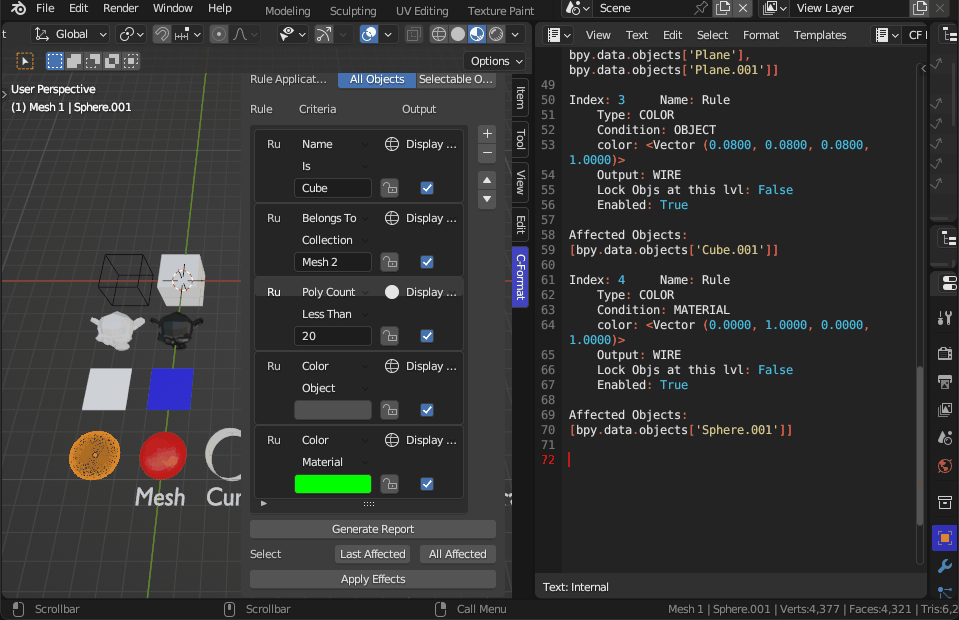 File Edit Render Window Help Modeling Sculpting UV Editing Texture Paint Scene View Layer
t Global View Text Edit Select Format Templates CF
Options
User Perspective
(1) Mesh 1 | Sphere.001
Mesh
Cur
Rule Applicat... All Objects Selectable O...
Rule Criteria Output
Ru Name Display ...
Is
Cube
Ru Belongs To Display ...
Collection
Mesh 2
Ru Poly Count Display ...
Less Than
20
Ru Color Display ...
Object
Ru Color Display ...
Material
Generate Report
Select Last Affected All Affected
Apply Effects
Item
Tool
View
Edit
C-Format
bpy.data.objects['Plane'],
bpy.data.objects['Plane.001']]
49
50 Index: 3 Name: Rule
51 Type: COLOR
52 Condition: OBJECT
53 color: <Vector (0.0800, 0.0800, 0.0800,
1.0000)>
54 Output: WIRE
55 Lock Objs at this lvl: False
56 Enabled: True
57
58 Affected Objects:
59 [bpy.data.objects['Cube.001']]
60
61 Index: 4 Name: Rule
62 Type: COLOR
63 Condition: MATERIAL
64 color: <Vector (0.0000, 1.0000, 0.0000,
1.0000)>
65 Output: WIRE
66 Lock Objs at this lvl: False
67 Enabled: True
68
69 Affected Objects:
70 [bpy.data.objects['Sphere.001']]
71
72
Text: Internal
Scrollbar Scrollbar Call Menu Mesh 1 | Sphere.001 | Verts:4,377 | Faces:4,321 | Tris:6,2